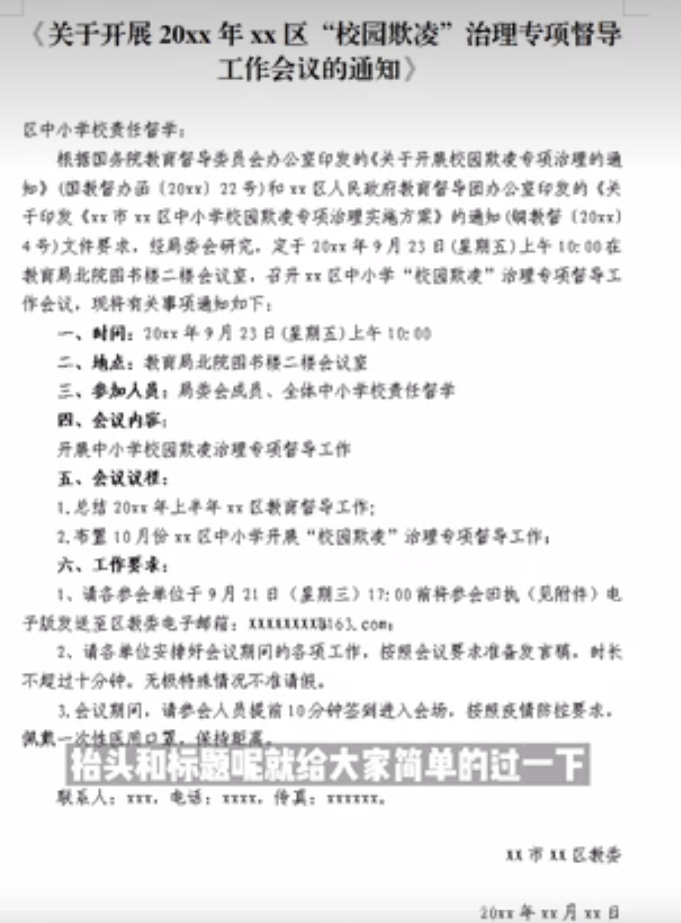 《关于开展 20xx 年 xx 区“校园欺凌”治理专项督导
工作会议的通知》
区中小学校责任督学：
根据国务院教育督导委员会办公室印发的《关于开展校园欺凌专项治理的通
知》(国教督办函〔20xx〕22号)和 xx 区人民政府教育督导团办公室印发的《关
于印发《xx 市 xx 区中小学校园欺凌专项治理实施方案》的通知(铜教督〔20xx〕
4号)文件要求，经局委会研究，定于 20xx 年 9 月 23 日(星期五)上午 10:00 在
教育局北院图书楼二楼会议室，召开 xx 区中小学“校园欺凌”治理专项督导工
作会议，现将有关事项通知如下：
一、时间：20xx 年 9 月 23 日(星期五)上午 10:00
二、地点：教育局北院图书楼二楼会议室
三、参加人员：局委会成员、全体中小学校责任督学
四、会议内容：
开展中小学校园欺凌治理专项督导工作
五、会议议程：
1.总结 20xx 年上半年 xx 区教育督导工作;
2.布置 10 月份 xx 区中小学开展“校园欺凌”治理专项督导工作;
六、工作要求：
1、请各参会单位于 9 月 21 日（星期三）17:00 前将参会回执（见附件）电
子版发送至区教委电子邮箱：XXXXXXXX@163.com;
2、请各单位安排好会议期间的各项工作，按照会议要求准备发言稿，时长
不超过十分钟。无极特殊情况不准请假。
3.会议期间，请参会人员提前 10 分钟签到进入会场，按照疫情防控要求，
佩戴一次性医用口罩，保持距离。
抬头和标题呢就给大家简单的过一下
联系人：xxx，电话：xxxx，传真：xxxxxx。
xx 市 xx 区教委
20xx 年 xx 月 xx 日